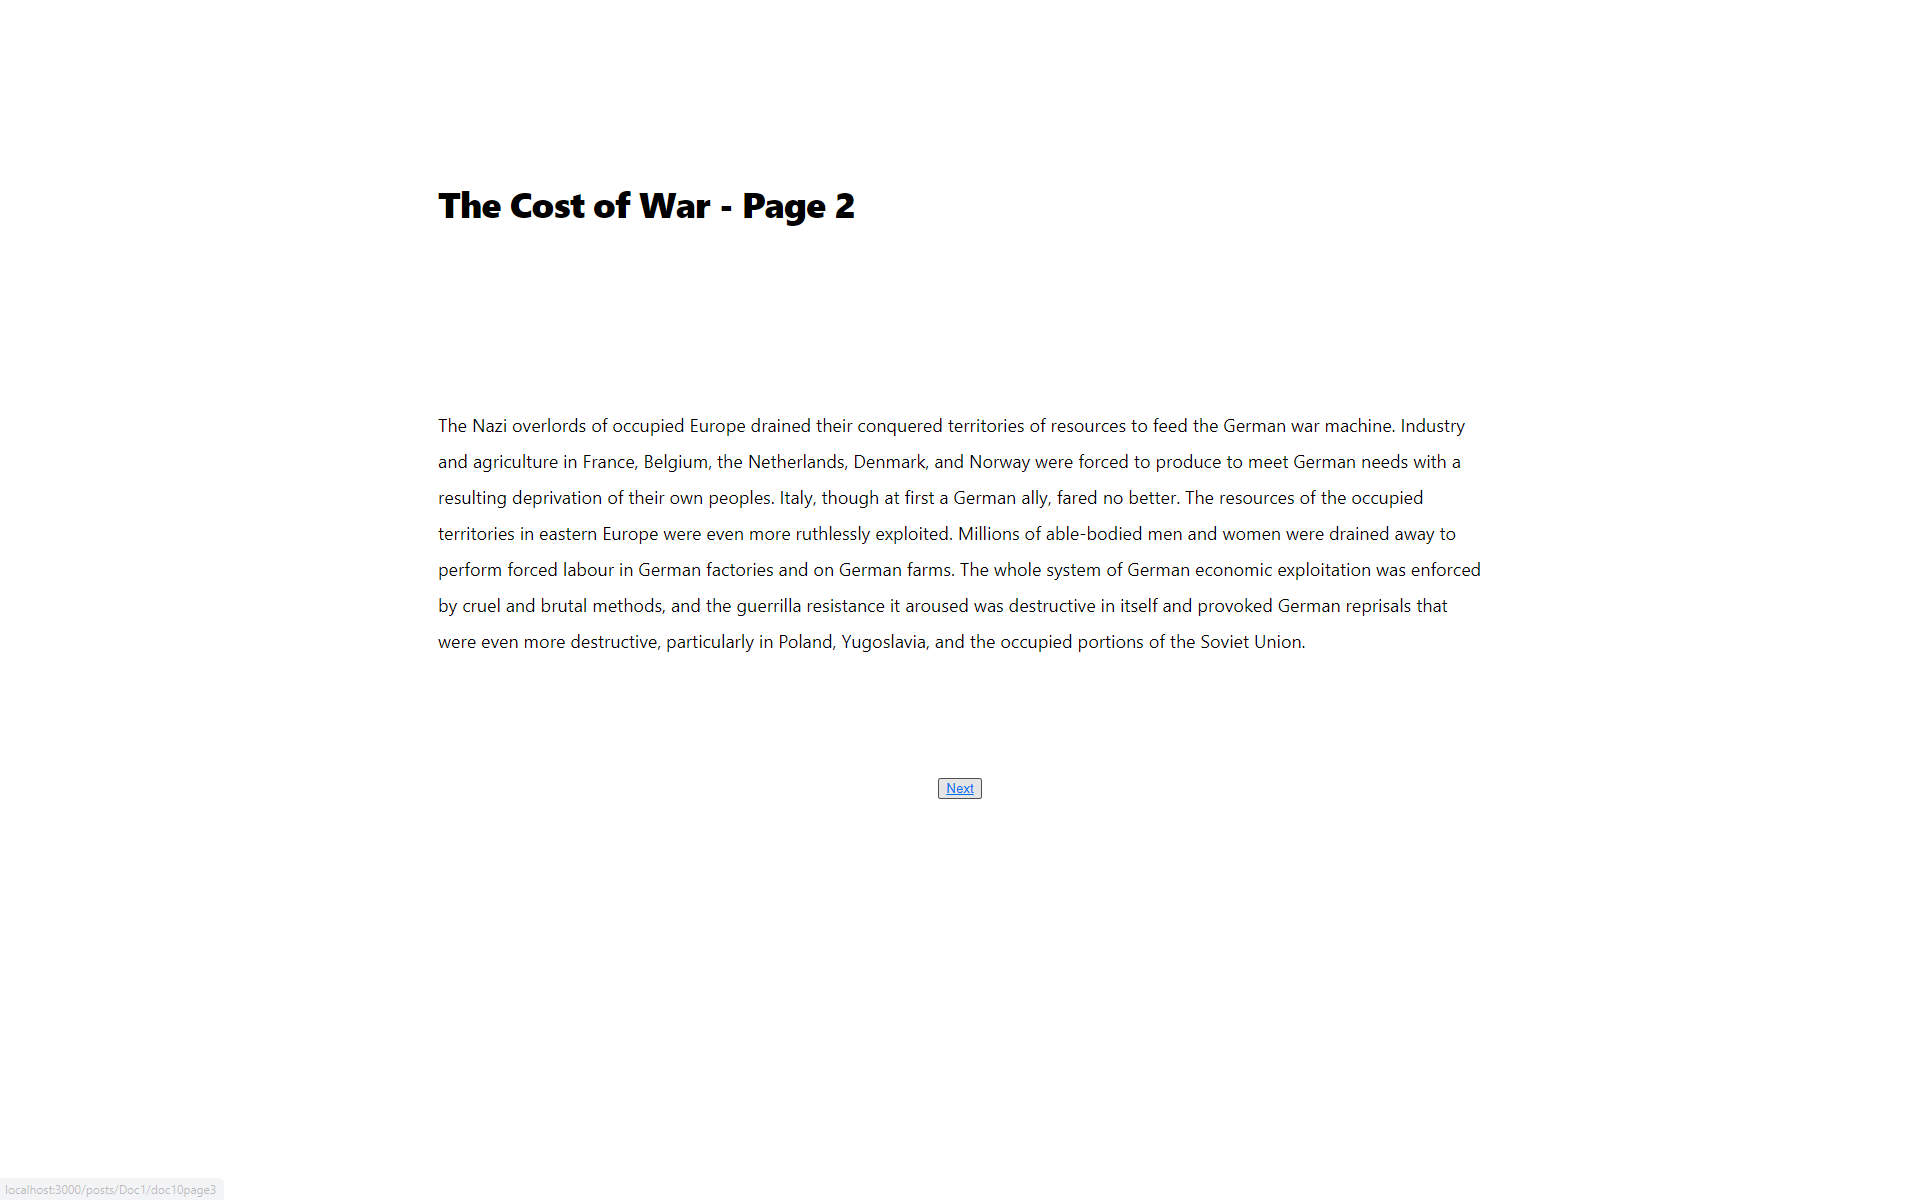 The Cost of War - Page 2
The Nazi overlords of occupied Europe drained their conquered territories of resources to feed the German war machine. Industry
and agriculture in France, Belgium, the Netherlands, Denmark, and Norway were forced to produce to meet German needs with a
resulting deprivation of their own peoples. Italy, though at first a German ally, fared no better. The resources of the occupied
territories in eastern Europe were even more ruthlessly exploited. Millions of able-bodied men and women were drained away to
perform forced labour in German factories and on German farms. The whole system of German economic exploitation was enforced
by cruel and brutal methods, and the guerrilla resistance it aroused was destructive in itself and provoked German reprisals that
were even more destructive, particularly in Poland, Yugoslavia, and the occupied portions of the Soviet Union.
Next
localhost:3000/posts/Doc1/doc10page3